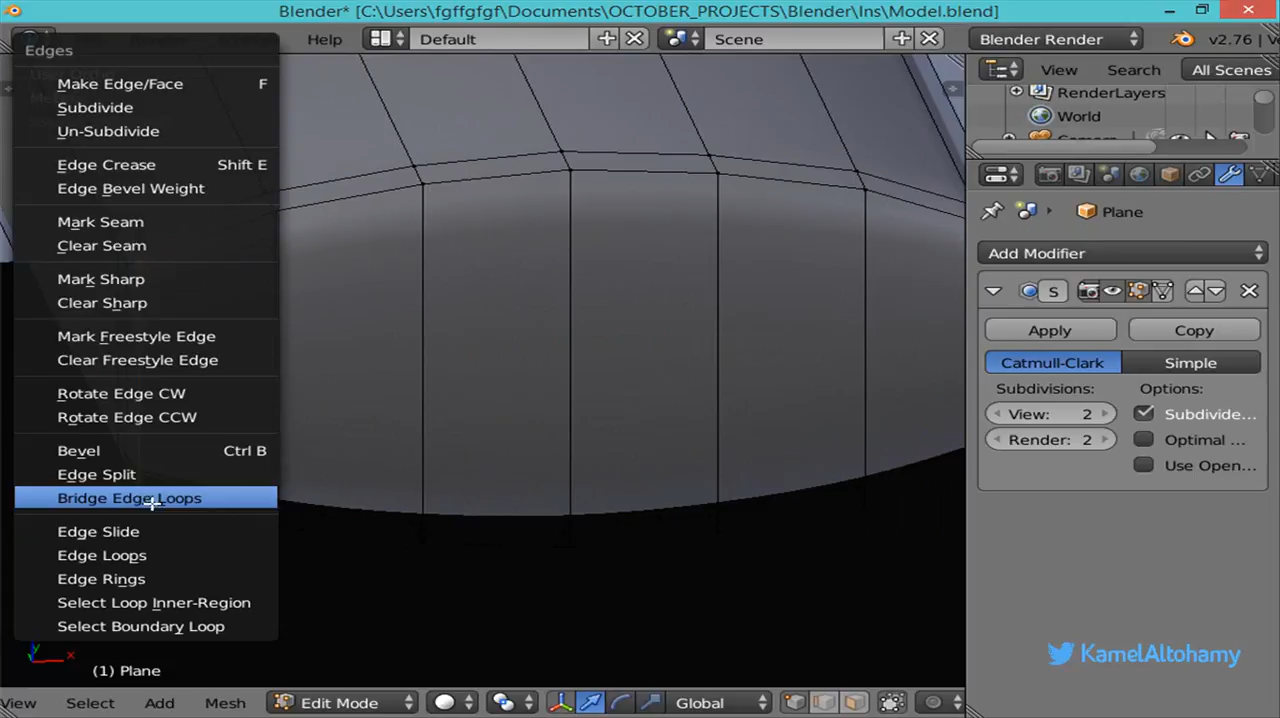 Blender* [C:\Users\fgffgfgf\Documents\OCTOBER_PROJECTS\Blender\Ins\Model.blend]
Help
Default
Scene
Blender Render
v2.76
Edges
Make Edge/Face F
Subdivide
Un-Subdivide
Edge Crease Shift E
Edge Bevel Weight
Mark Seam
Clear Seam
Mark Sharp
Clear Sharp
Mark Freestyle Edge
Clear Freestyle Edge
Rotate Edge CW
Rotate Edge CCW
Bevel Ctrl B
Edge Split
Bridge Edge Loops
Edge Slide
Edge Loops
Edge Rings
Select Loop Inner-Region
Select Boundary Loop
y
x
(1) Plane
View Select Add Mesh Edit Mode Global
View Search All Scenes
RenderLayers
World
Plane
Add Modifier
S
Apply Copy
Catmull-Clark Simple
Subdivisions: Options:
View: 2 Subdivide...
Render: 2 Optimal ...
Use Open...
KamelAltohamy